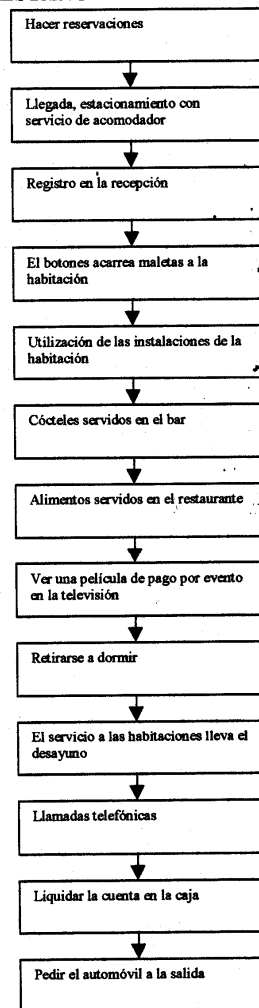 Hacer reservaciones
Llegada, estacionamiento con
servicio de acomodador
Registro en la recepción
El botones acarrea maletas a la
habitación
Utilización de las instalaciones de la
habitación
Cócteles servidos en el bar
Alimentos servidos en el restaurante
Ver una película de pago por evento
en la televisión
Retirarse a dormir
El servicio a las habitaciones lleva el
desayuno
Llamadas telefónicas
Liquidar la cuenta en la caja
Pedir el automóvil a la salida